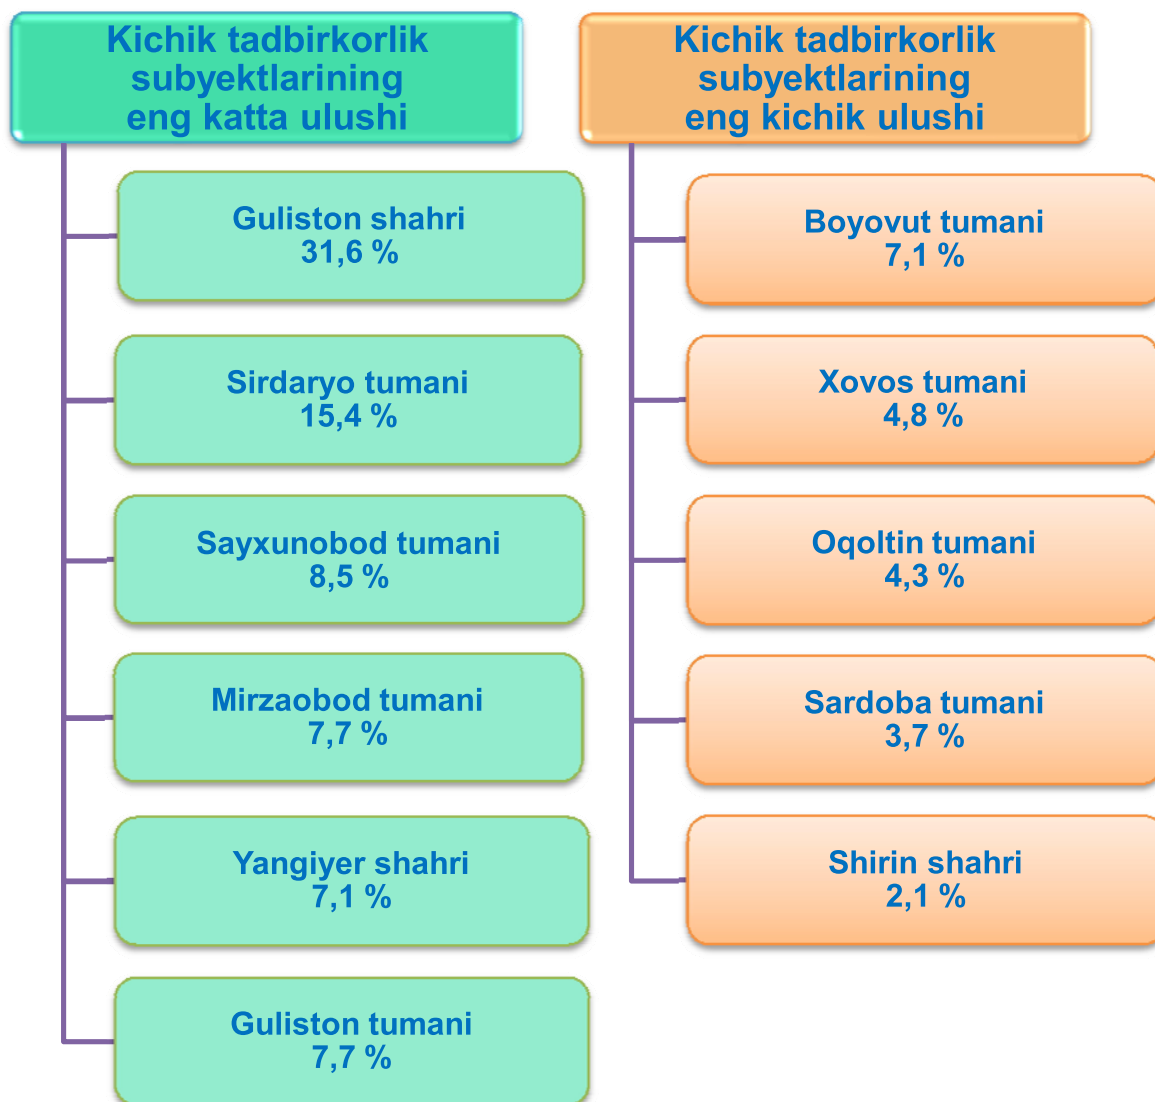 Kichik tadbirkorlik
subyektlarining
eng katta ulushi
Guliston shahri
31,6 %
Sirdaryo tumani
15,4 %
Sayxunobod tumani
8,5 %
Mirzaobod tumani
7,7 %
Yangiyer shahri
7,1 %
Guliston tumani
7,7 %
Kichik tadbirkorlik
subyektlarining
eng kichik ulushi
Boyovut tumani
7,1 %
Xovos tumani
4,8 %
Oqoltin tumani
4,3 %
Sardoba tumani
3,7 %
Shirin shahri
2,1 %